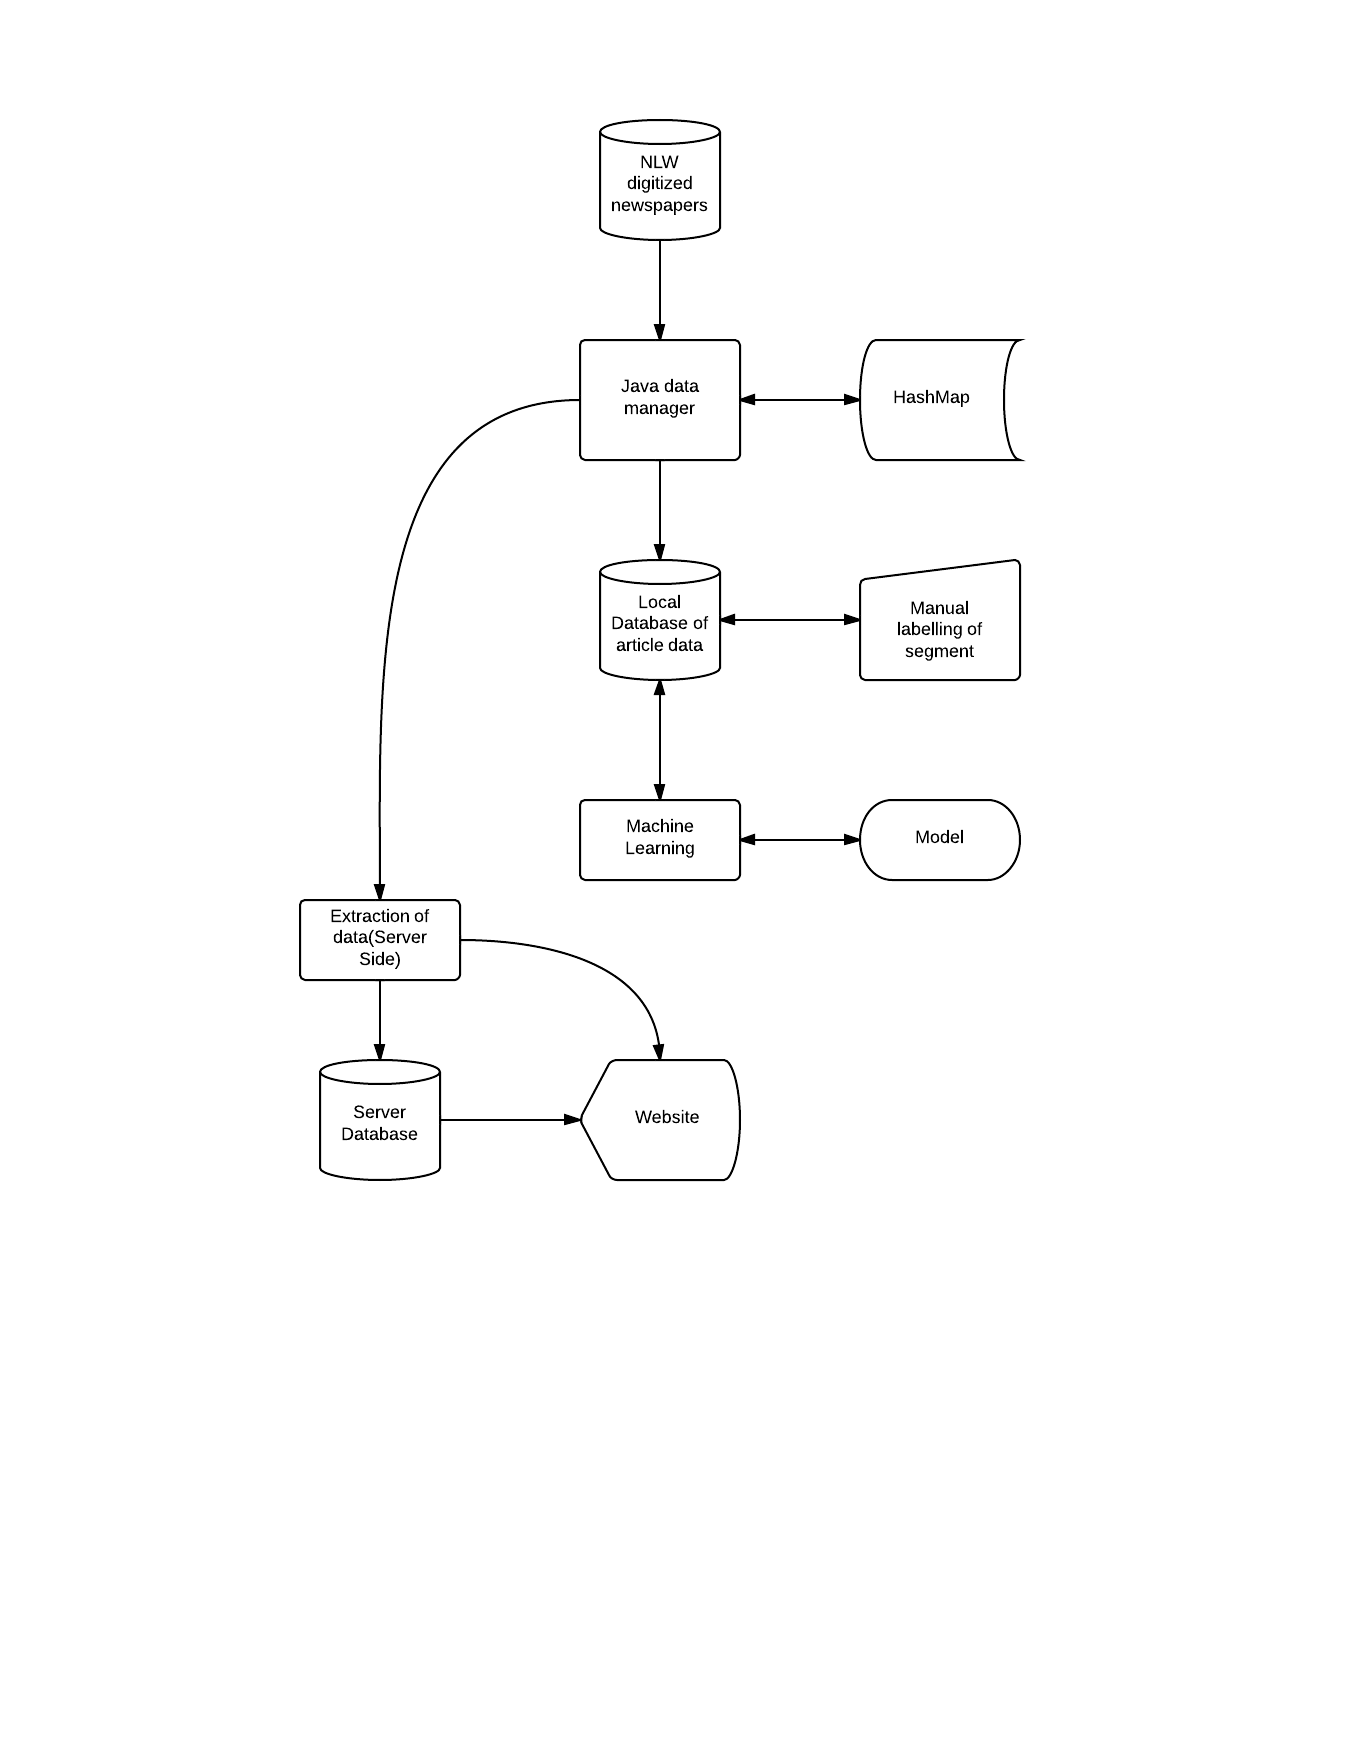 NLW
digitized
newspapers
Java data
manager
HashMap
Local
Database of
article data
Manual
labelling of
segment
Machine
Learning
Model
Extraction of
data(Server
Side)
Server
Database
Website